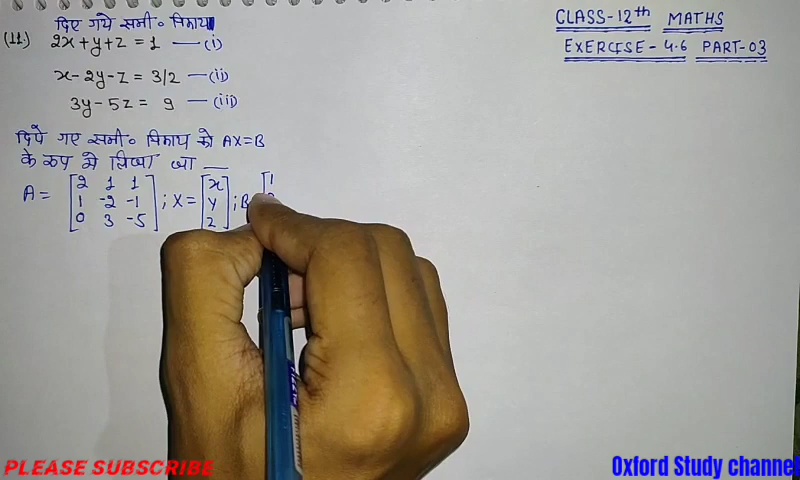 CLASS-12th MATHS
EXERCISE-4.6 PART-03
दिए गये समी० निकाय
(11.) 2x+y+z = 1 —(i)
x-2y-z = 3/2 —(ii)
3y-5z = 9 —(iii)
दिये गए समी० निकाय को AX=B
के रूप में लिखा जा —
A = [2 1 1; X = [x; B [1
1 -2 -1 y
0 3 -5] z]
PLEASE SUBSCRIBE
Oxford Study channel